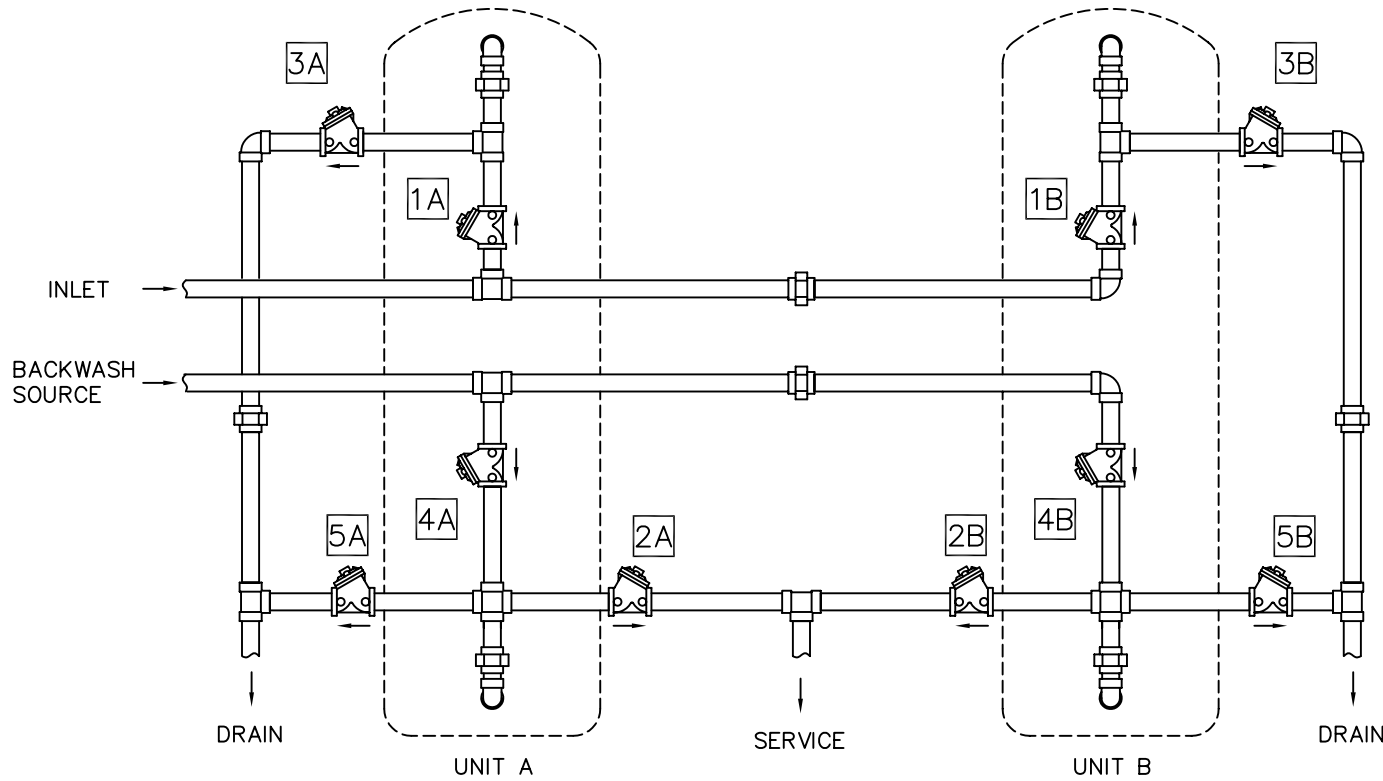 3A
3B
1A
1B
INLET
BACKWASH
SOURCE
4A
4B
5A
2A
2B
5B
DRAIN
SERVICE
DRAIN
UNIT A
UNIT B